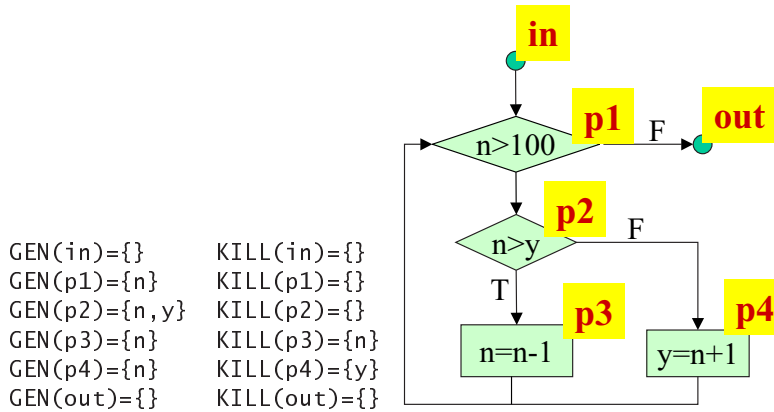 in
p1
out
n>100
F
p2
n>y
F
T
p3
p4
n=n-1
y=n+1
GEN(in)={} KILL(in)={}
GEN(p1)={n} KILL(p1)={}
GEN(p2)={n,y} KILL(p2)={}
GEN(p3)={n} KILL(p3)={n}
GEN(p4)={n} KILL(p4)={y}
GEN(out)={} KILL(out)={}